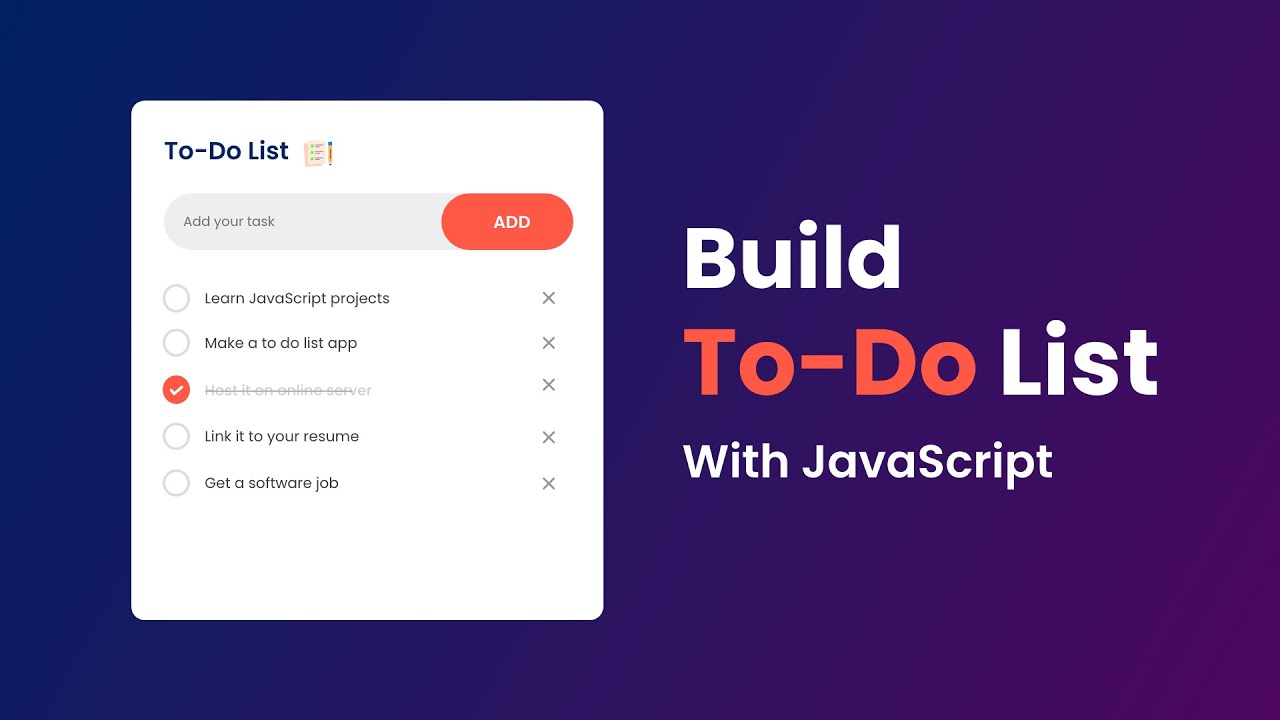 To-Do List
Add your task
ADD
Learn JavaScript projects
Make a to do list app
Host it on online server
Link it to your resume
Get a software job
Build
To-Do List
With JavaScript